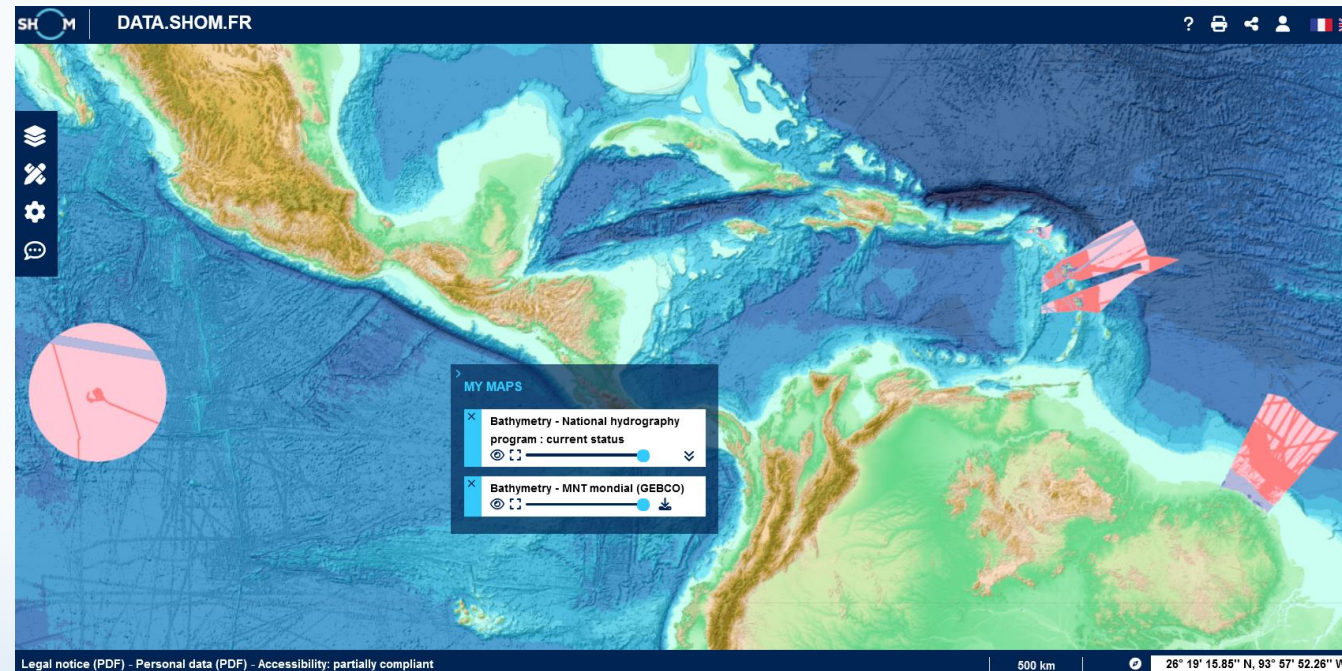 SHOM
DATA.SHOM.FR
?
MY MAPS
Bathymetry - National hydrography
program : current status
Bathymetry - MNT mondial (GEBCO)
Legal notice (PDF) - Personal data (PDF) - Accessibility: partially compliant
500 km
26° 19' 15.85'' N, 93° 57' 52.26''